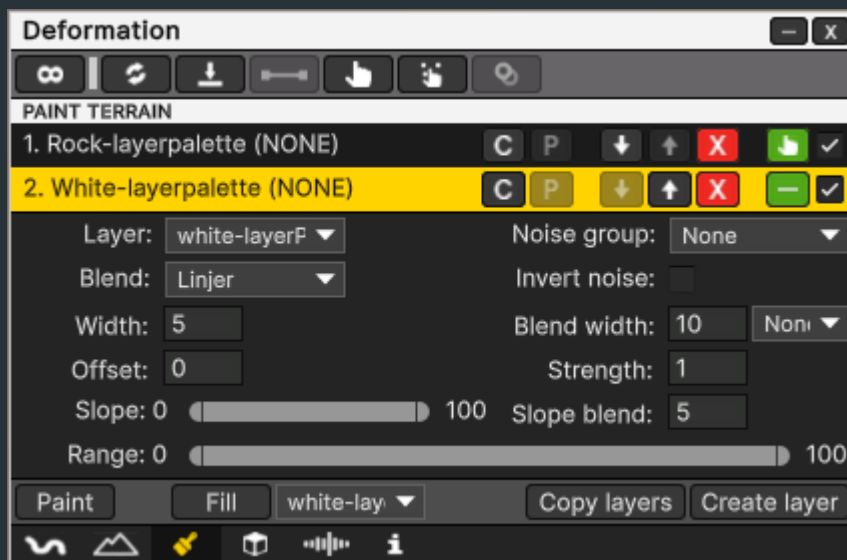 Deformation
PAINT TERRAIN
1. Rock-layerpalette (NONE) C P X
2. White-layerpalette (NONE) C P X
Layer: white-layerP Noise group: None
Blend: Linjer Invert noise:
Width: 5 Blend width: 10 Non
Offset: 0 Strength: 1
Slope: 0 100 Slope blend: 5
Range: 0 100
Paint Fill white-lay Copy layers Create layer